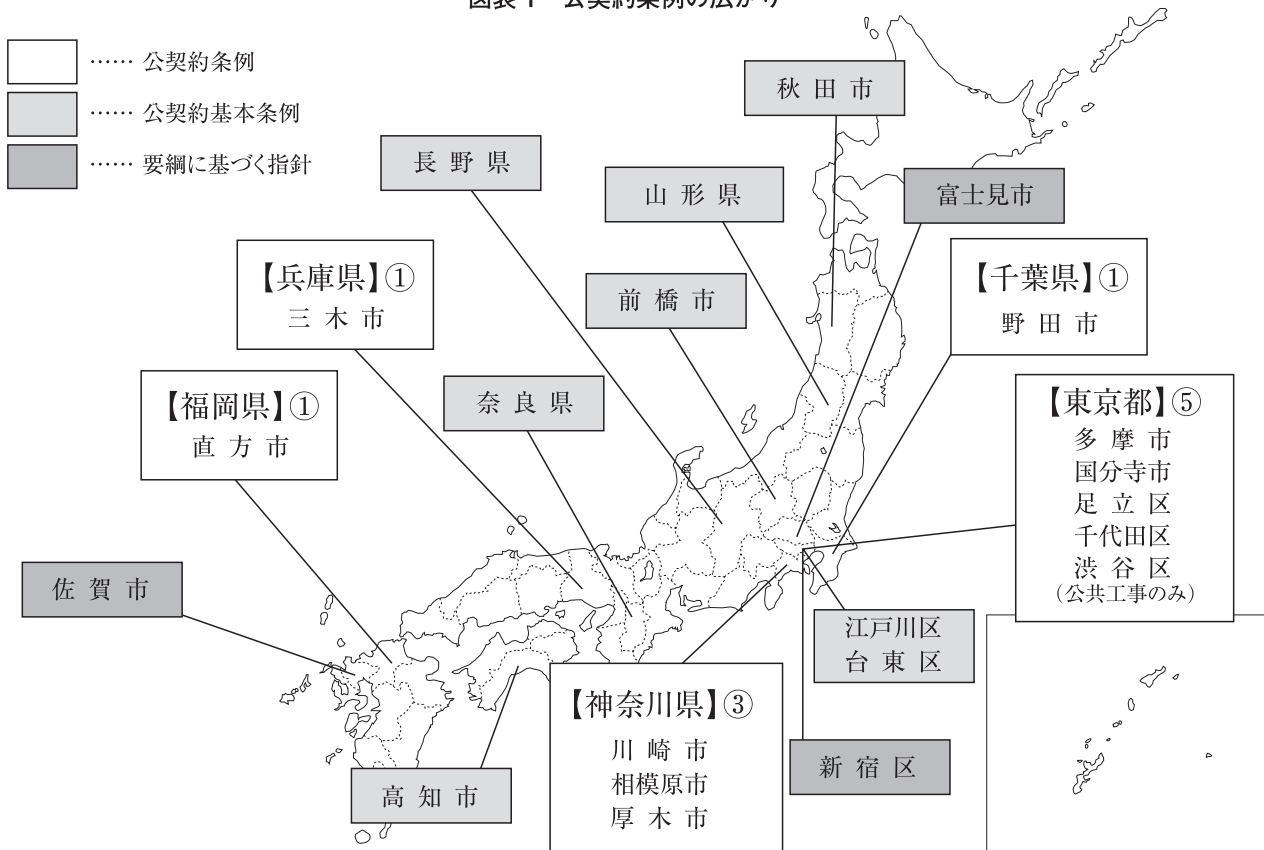 図表1 公契約条例の広がり
…… 公契約条例
…… 公契約基本条例
…… 要綱に基づく指針
秋田市
長野県
山形県
富士見市
【兵庫県】①
三木市
前橋市
【千葉県】①
野田市
【福岡県】①
直方市
奈良県
【東京都】⑤
多摩市
国分寺市
足立区
千代田区
渋谷区
(公共工事のみ)
佐賀市
江戸川区
台東区
【神奈川県】③
川崎市
相模原市
厚木市
新宿区
高知市